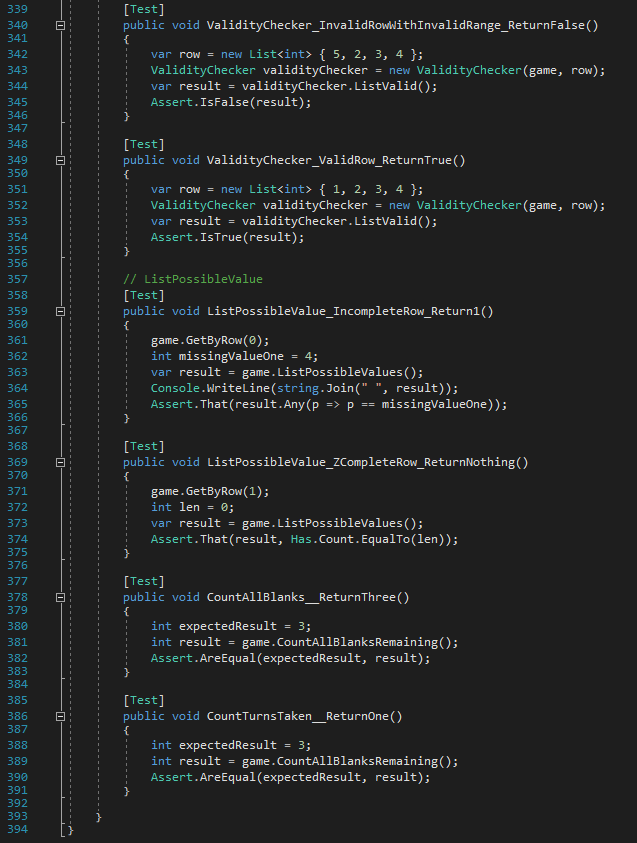 339 [Test]
340 public void ValidityChecker_InvalidRowWithInvalidRange_ReturnFalse()
341 {
342 var row = new List<int> { 5, 2, 3, 4 };
343 ValidityChecker validityChecker = new ValidityChecker(game, row);
344 var result = validityChecker.ListValid();
345 Assert.IsFalse(result);
346 }
347
348 [Test]
349 public void ValidityChecker_ValidRow_ReturnTrue()
350 {
351 var row = new List<int> { 1, 2, 3, 4 };
352 ValidityChecker validityChecker = new ValidityChecker(game, row);
353 var result = validityChecker.ListValid();
354 Assert.IsTrue(result);
355 }
356
357 // ListPossibleValue
358 [Test]
359 public void ListPossibleValue_IncompleteRow_Return1()
360 {
361 game.GetByRow(0);
362 int missingValueOne = 4;
363 var result = game.ListPossibleValues();
364 Console.WriteLine(string.Join(" ", result));
365 Assert.That(result.Any(p => p == missingValueOne));
366 }
367
368 [Test]
369 public void ListPossibleValue_ZCompleteRow_ReturnNothing()
370 {
371 game.GetByRow(1);
372 int len = 0;
373 var result = game.ListPossibleValues();
374 Assert.That(result, Has.Count.EqualTo(len));
375 }
376
377 [Test]
378 public void CountAllBlanks__ReturnThree()
379 {
380 int expectedResult = 3;
381 int result = game.CountAllBlanksRemaining();
382 Assert.AreEqual(expectedResult, result);
383 }
384
385 [Test]
386 public void CountTurnsTaken__ReturnOne()
387 {
388 int expectedResult = 3;
389 int result = game.CountAllBlanksRemaining();
390 Assert.AreEqual(expectedResult, result);
391 }
392
393 }
394 }